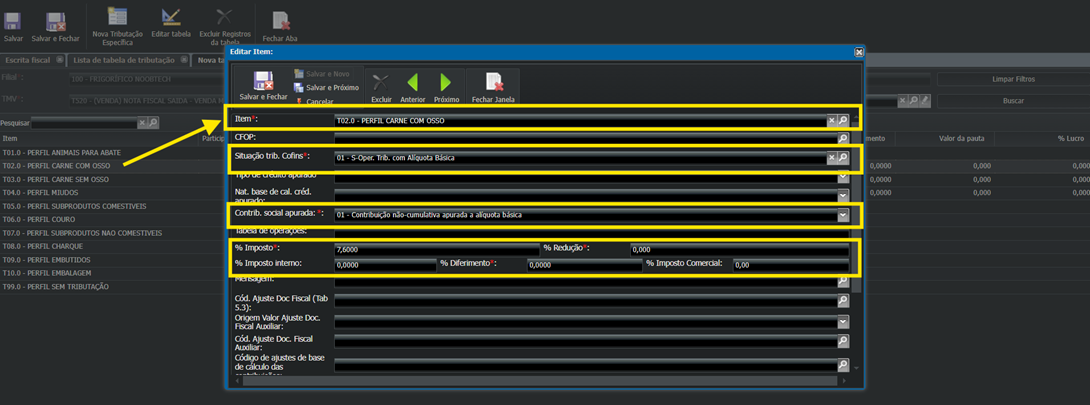 Salvar
Salvar e Fechar
Nova Tributação Específica
Editar tabela
Excluir Registros da tabela
Fechar Aba
Escrita fiscal
Lista de tabela de tributação
Nova ta
Filial *:
100 - FRIGORÍFICO NOORTECH
Limpar Filtros
TMV *:
T520 - (VENDA) NOTA FISCAL SAIDA - VENDA M
Buscar
Pesquisar
Item
Particip
mento
Valor da pauta
% Lucro
T01.0 - PERFIL ANIMAIS PARA ABATE
T02.0 - PERFIL CARNE COM OSSO
0,0000
0,000
0,0000
T03.0 - PERFIL CARNE SEM OSSO
0,0000
0,000
0,0000
T04.0 - PERFIL MIUDOS
0,0000
0,000
0,0000
T05.0 - PERFIL SUBPRODUTOS COMESTIVEIS
T06.0 - PERFIL COURO
T07.0 - PERFIL SUBPRODUTOS NAO COMESTIVEIS
T08.0 - PERFIL CHARQUE
T09.0 - PERFIL EMBUTIDOS
T10.0 - PERFIL EMBALAGEM
T99.0 - PERFIL SEM TRIBUTAÇÃO
Editar Item:
Salvar e Fechar
Salvar e Novo
Salvar e Próximo
Cancelar
Excluir
Anterior
Próximo
Fechar Janela
Item*:
T02.0 - PERFIL CARNE COM OSSO
CFOP:
Situação trib. Cofins*:
01 - S-Oper. Trib. com Alíquota Básica
Tipo de crédito apurado
Nat. base de cal. créd.
apurado:
Contrib. social apurada: *:
01 - Contribuição não-cumulativa apurada a alíquota básica
Tabela de operações:
% Imposto*:
7,6000
% Redução*:
0,000
% Imposto interno:
0,0000
% Diferimento*:
0,0000
% Imposto Comercial:
0,00
Mensagem:
Cód. Ajuste Doc Fiscal (Tab
5.3):
Origem Valor Ajuste Doc.
Fiscal Auxiliar:
Cód. Ajuste Doc. Fiscal
Auxiliar:
Código de ajustes de base
de cálculo das